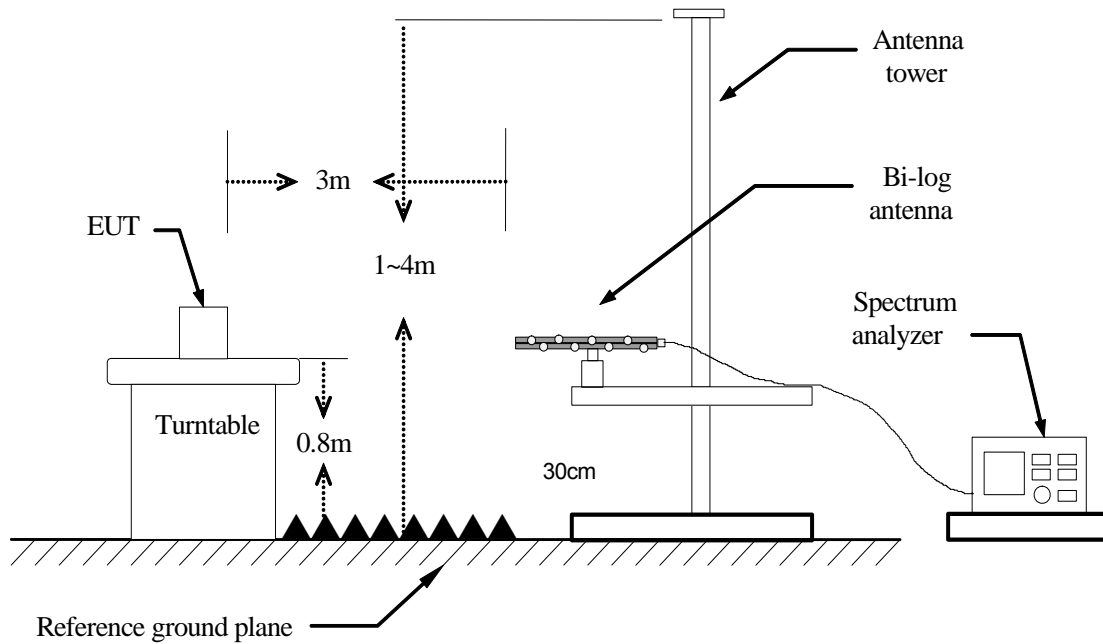 Antenna
tower
3m
Bi-log
antenna
EUT
1~4m
Spectrum
analyzer
Turntable
0.8m
30cm
Reference ground plane